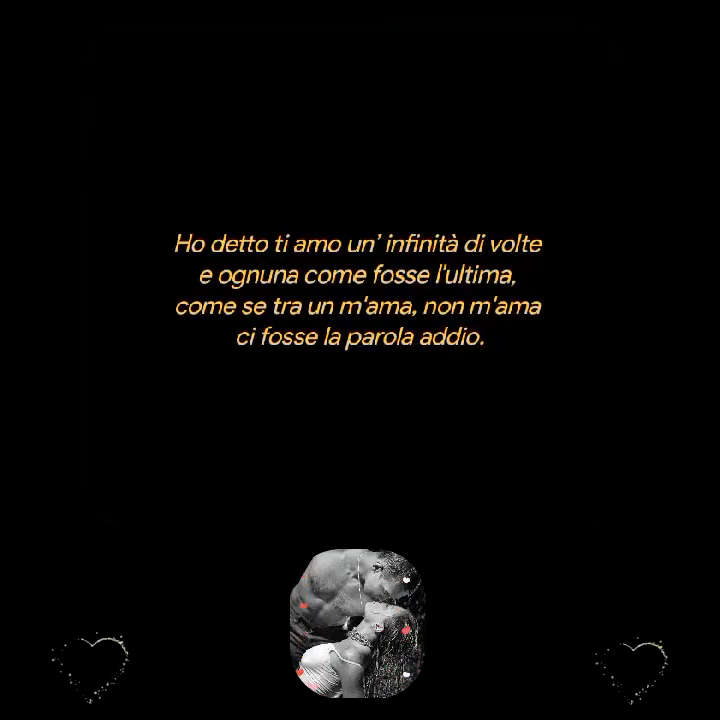 Ho detto ti amo un’ infinità di volte
e ognuna come fosse l'ultima,
come se tra un m'ama, non m'ama
ci fosse la parola addio.